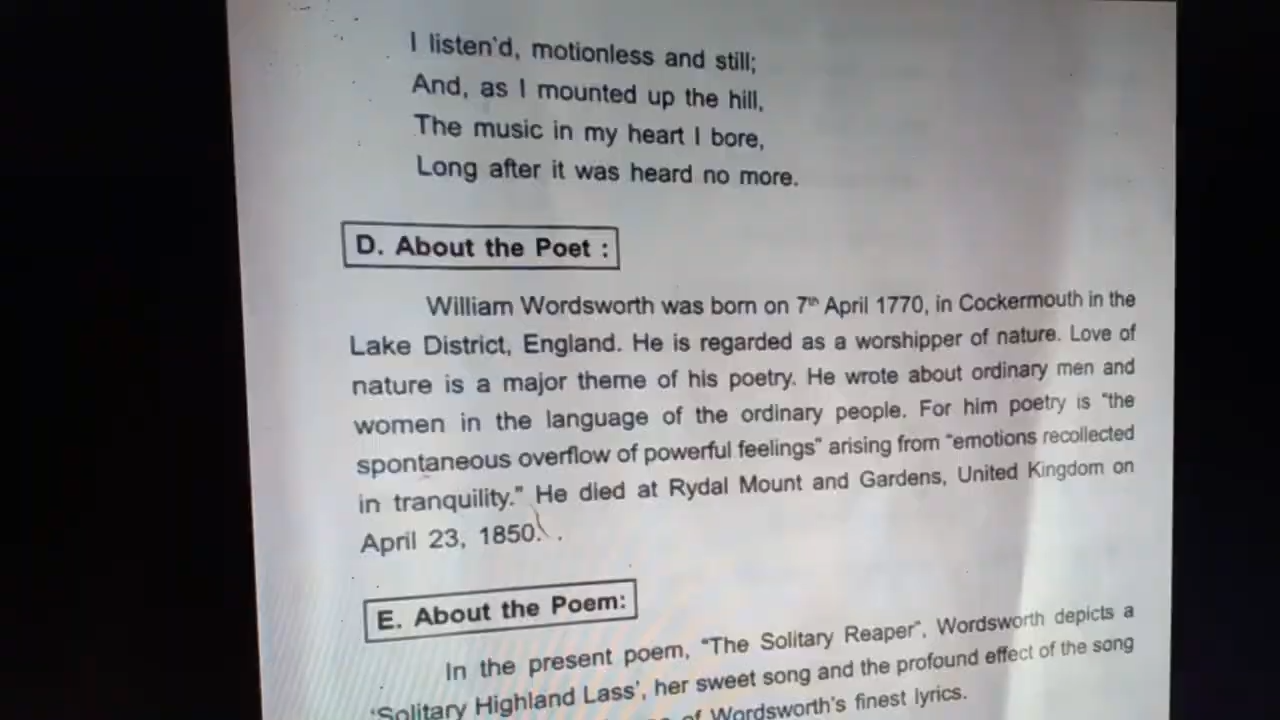 I listen'd, motionless and still;
And, as I mounted up the hill,
The music in my heart I bore,
Long after it was heard no more.
D. About the Poet :
William Wordsworth was born on 7th April 1770, in Cockermouth in the
Lake District, England. He is regarded as a worshipper of nature. Love of
nature is a major theme of his poetry. He wrote about ordinary men and
women in the language of the ordinary people. For him poetry is "the
spontaneous overflow of powerful feelings" arising from "emotions recollected
in tranquility." He died at Rydal Mount and Gardens, United Kingdom on
April 23, 1850.
E. About the Poem:
In the present poem, "The Solitary Reaper", Wordsworth depicts a
'Solitary Highland Lass', her sweet song and the profound effect of the song
of Wordsworth's finest lyrics.